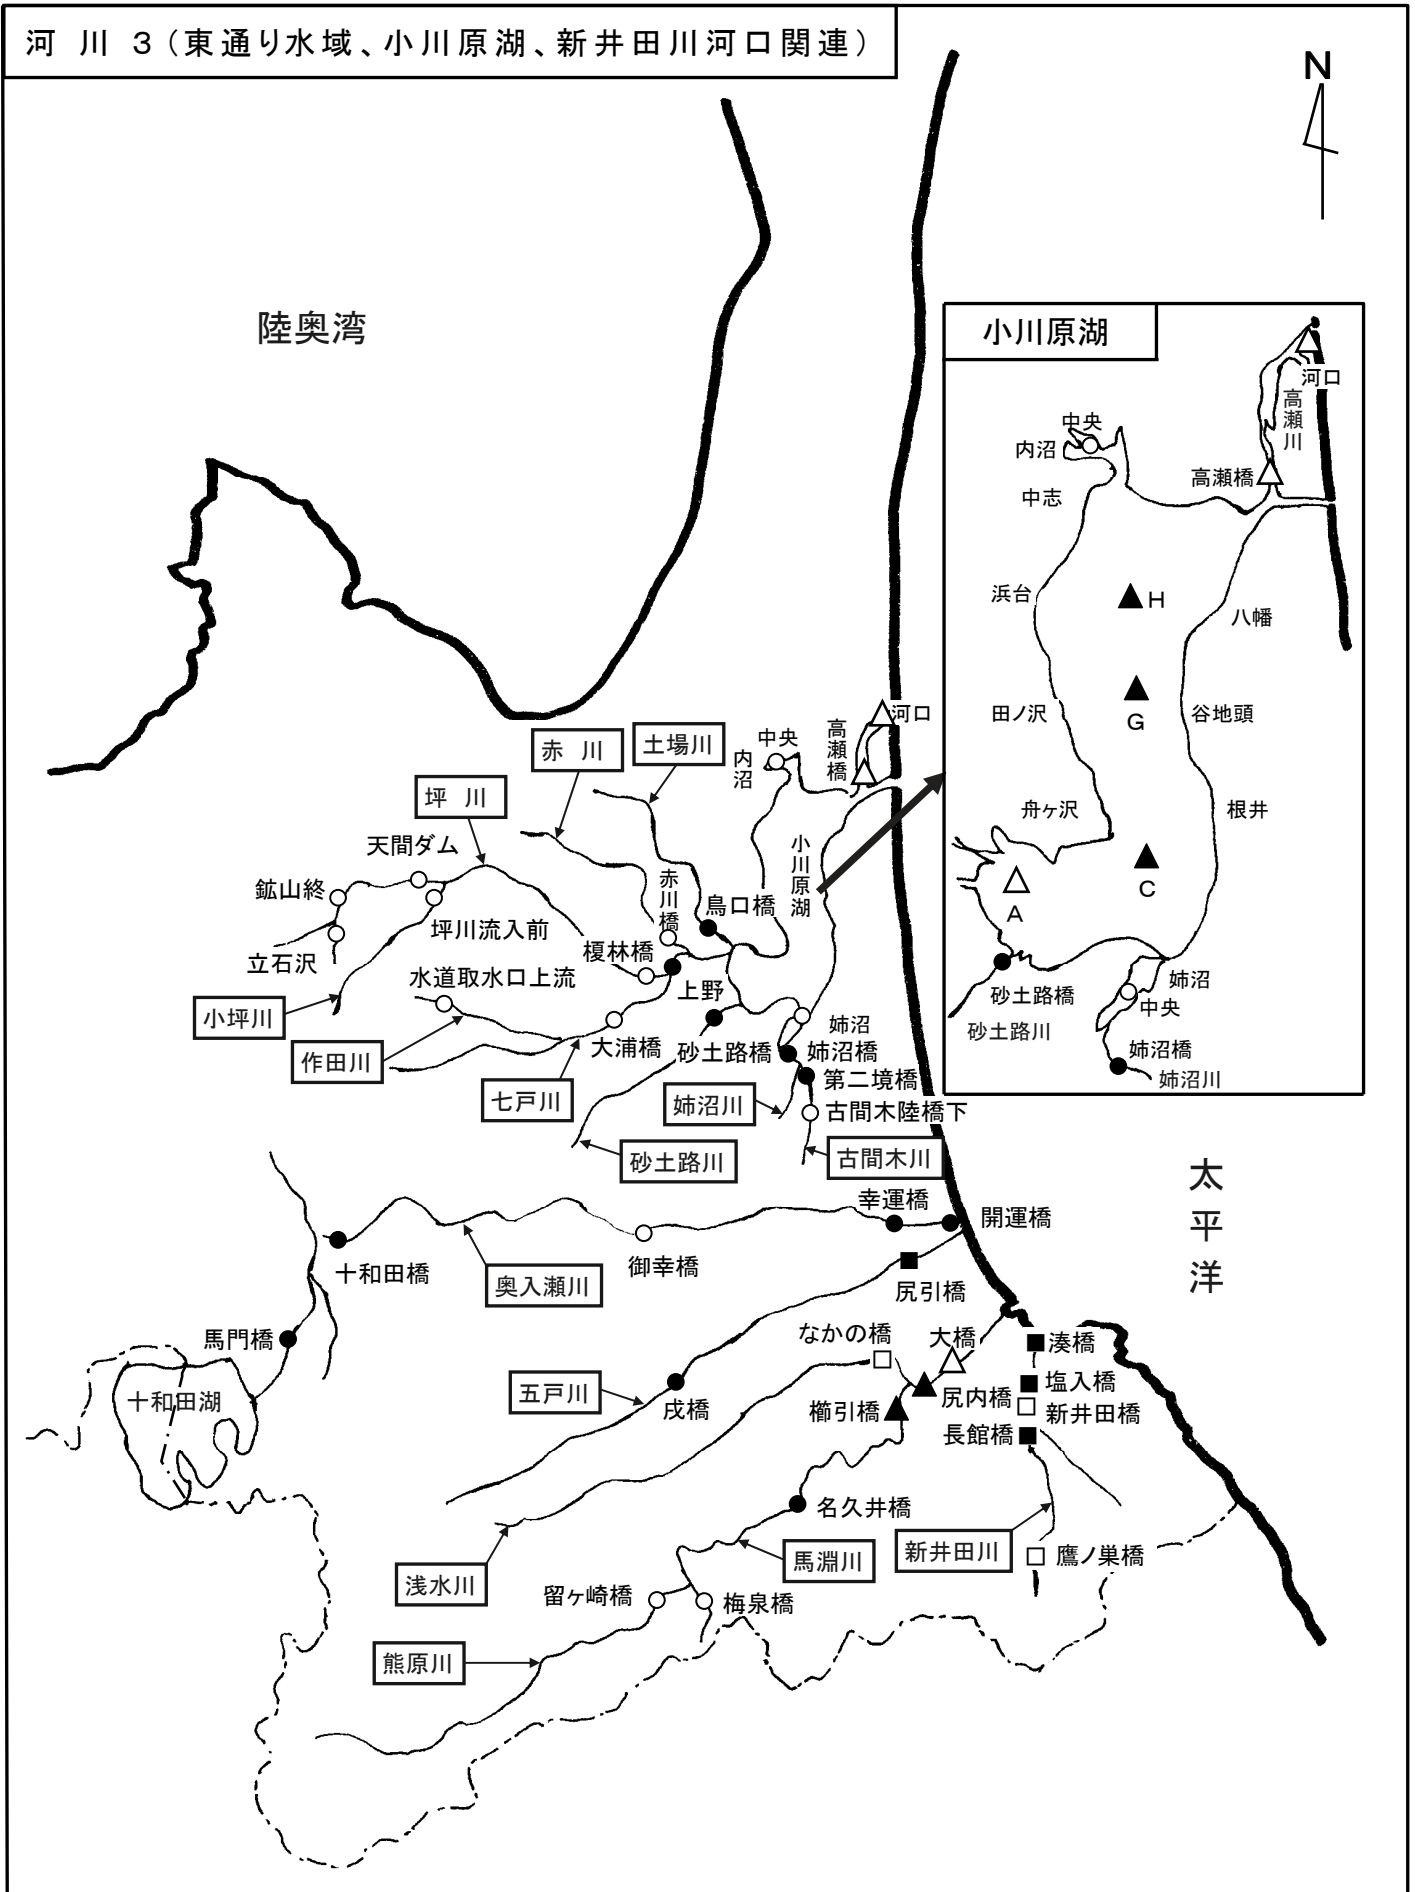 河川 3（東通り水域、小川原湖、新井田川河口関連）
N
陸奥湾
小川原湖
河口
高瀬川
中央
内沼
高瀬橋
中志
浜台
H
八幡
田ノ沢
G
谷地頭
舟ヶ沢
根井
A
C
砂土路橋
砂土路川
姉沼
中央
姉沼橋
姉沼川
河口
高瀬橋
中央
内沼
土場川
赤川
坪川
天間ダム
小川原湖
鉱山終
赤川橋
鳥口橋
坪川流入前
榎林橋
立石沢
水道取水口上流
上野
小坪川
姉沼
作田川
大浦橋
砂土路橋
姉沼橋
第二境橋
七戸川
姉沼川
古間木陸橋下
砂土路川
古間木川
太平洋
幸運橋
開運橋
十和田橋
奥入瀬川
御幸橋
尻引橋
馬門橋
なかの橋
大橋
湊橋
塩入橋
十和田湖
五戸川
戌橋
櫛引橋
尻内橋
新井田橋
長館橋
名久井橋
浅水川
馬淵川
新井田川
鷹ノ巣橋
留ヶ崎橋
梅泉橋
熊原川